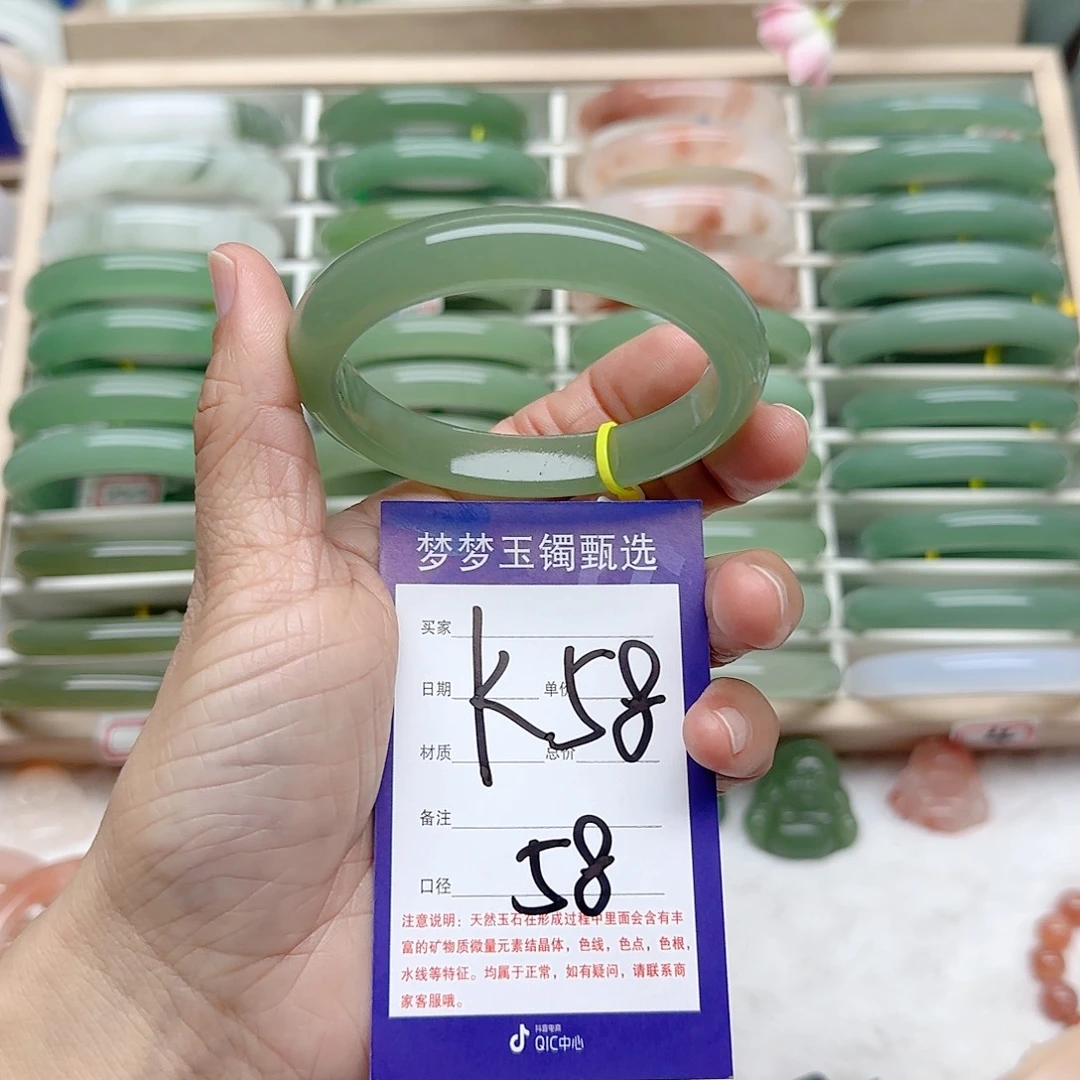 梦梦玉镯甄选
买家
K58
日期 单价
材质 总价
备注
口径 58
注意说明：天然玉石在形成过程中里面会含有丰
富的矿物质微量元素结晶体，色线，色点，色根，
水线等特征。均属于正常，如有疑问，请联系商
家客服哦。
抖音电商
QIC中心